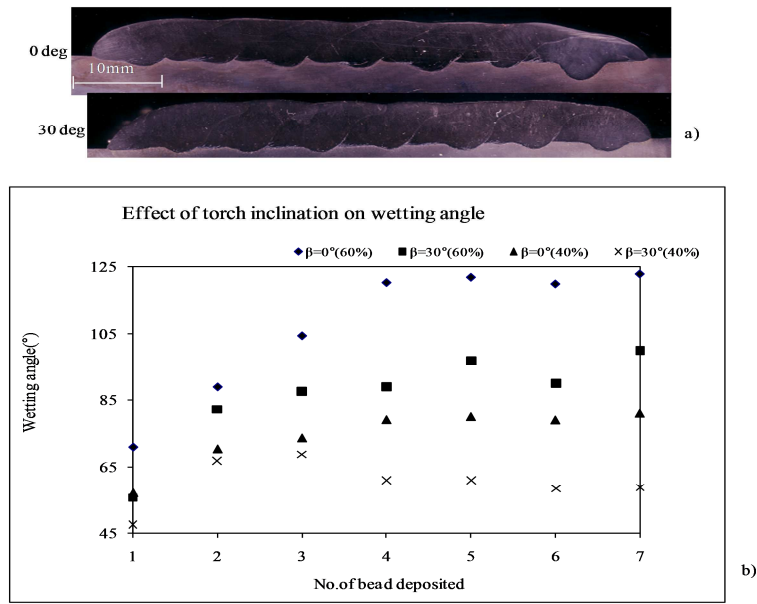 0 deg
10mm
30 deg
a)
Effect of torch inclination on wetting angle
β=0°(60%) β=30°(60%) β=0°(40%) β=30°(40%)
125
105
85
65
45
Wetting angle(°)
1 2 3 4 5 6 7
No.of bead deposited
b)